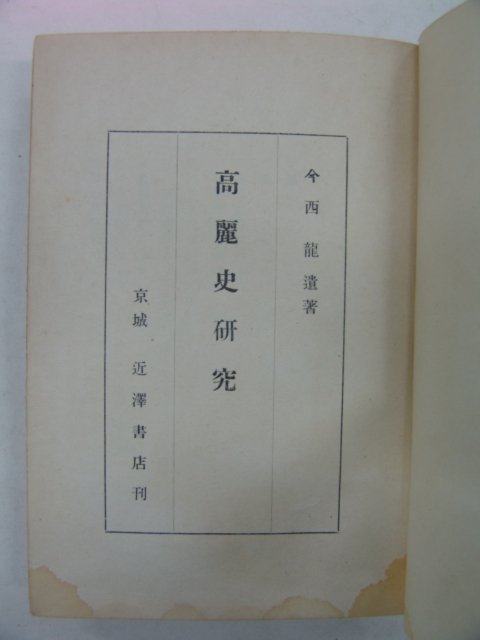 今西龍遺著
高麗史研究
京城 近澤書店刊